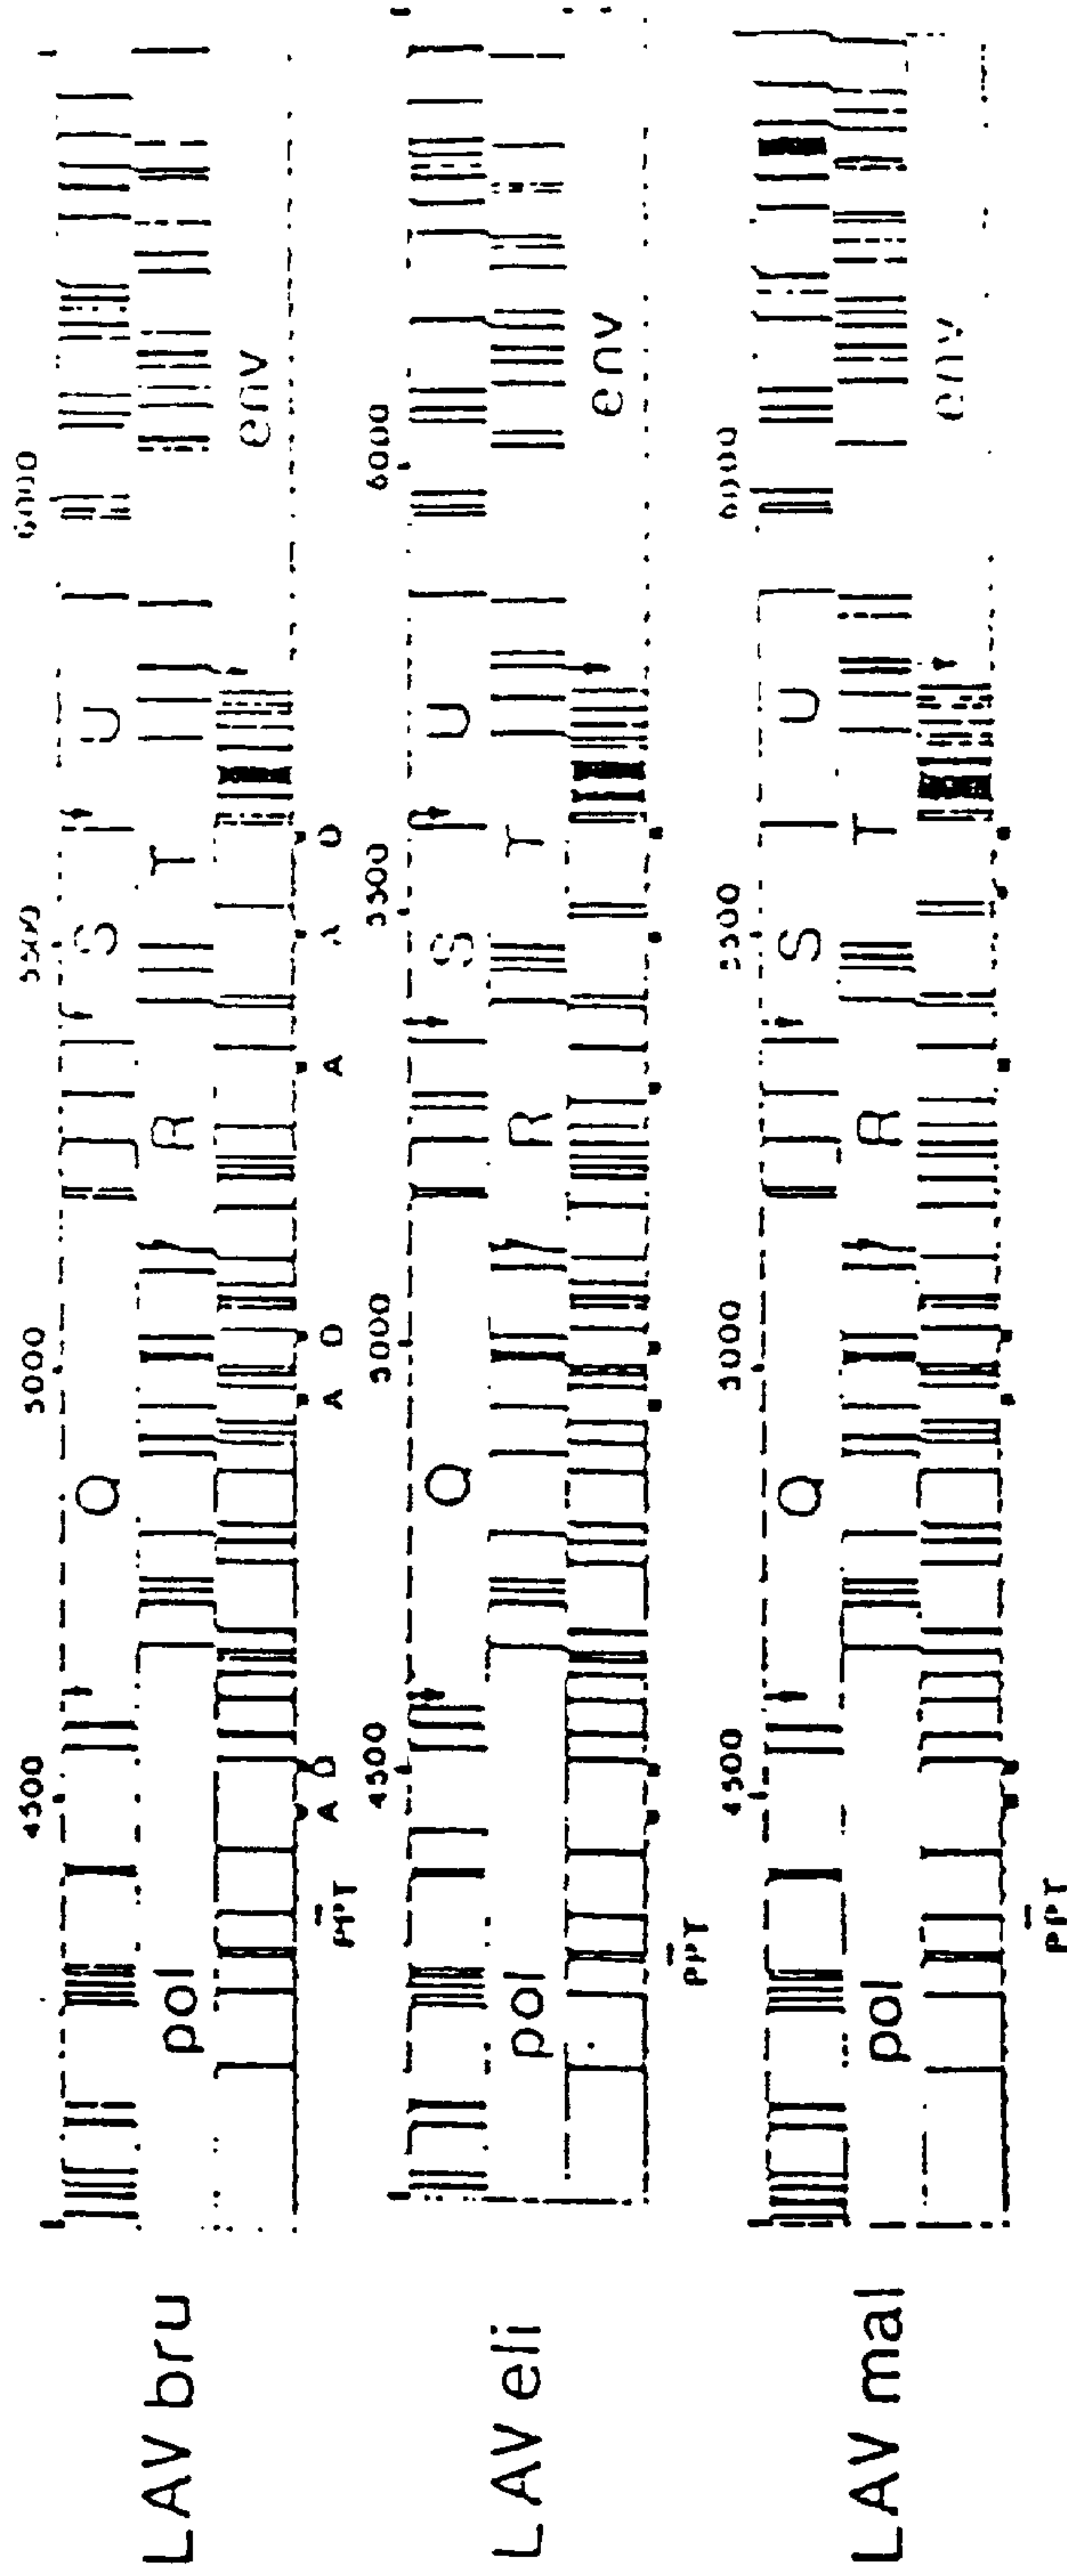 LAV bru
4500 5000 5500 6000
Q S U
pol R T
env
PPT A D A D A A D
LAV eli
4500 5000 5500 6000
Q S U
pol R T
env
PPT
LAV mal
4500 5000 5500 6000
Q S U
pol R T
env
PPT